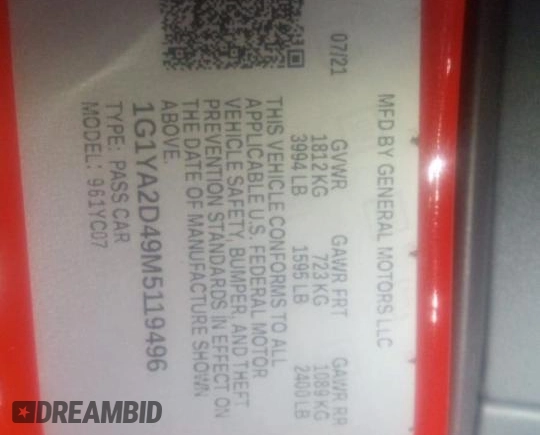 MFD BY GENERAL MOTORS LLC
07/21 GVWR GAWR FRT GAWR RR
1812 KG 723 KG 1089 KG
3994 LB 1595 LB 2400 LB
THIS VEHICLE CONFORMS TO ALL
APPLICABLE U.S. FEDERAL MOTOR
VEHICLE SAFETY, BUMPER, AND THEFT
PREVENTION STANDARDS IN EFFECT ON
THE DATE OF MANUFACTURE SHOWN
ABOVE.
1G1YA2D49M5119496
TYPE: PASS CAR
MODEL: 961YC07
DREAMBID